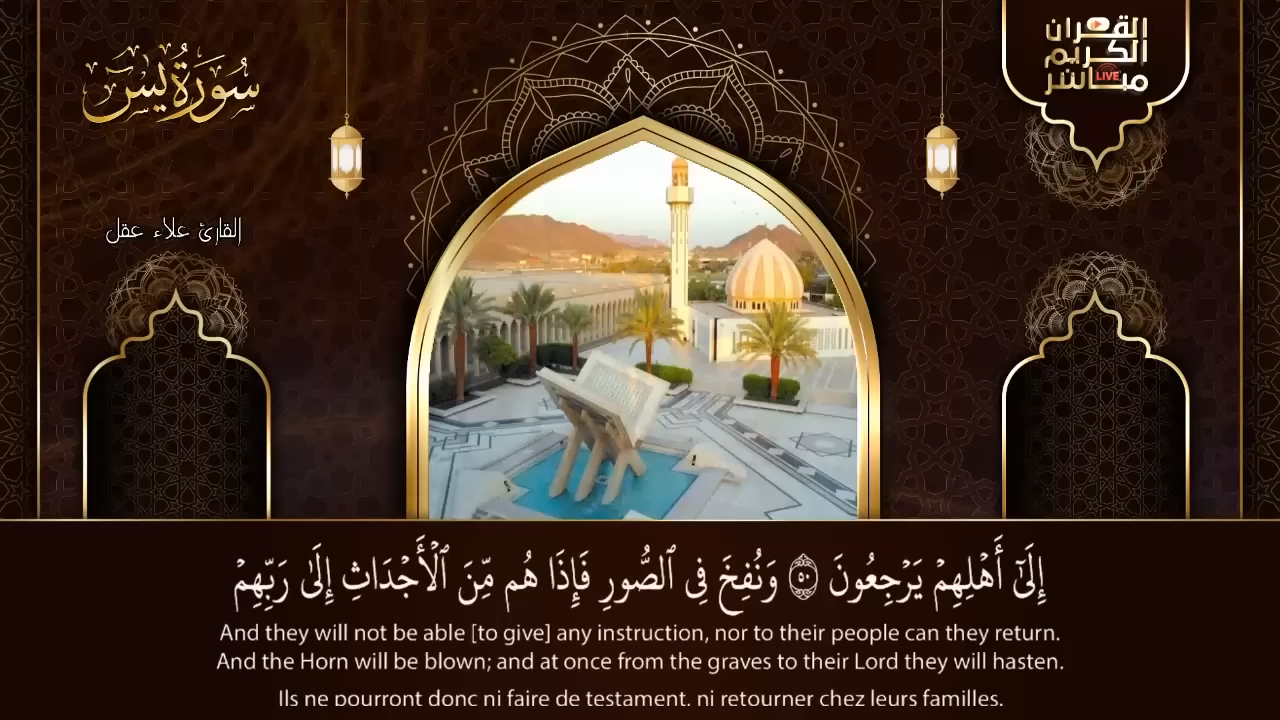 سُورَةُ يس
القرآن
الكريم
مباشر
LIVE
القارئ علاء عقل
إِلَىٰٓ أَهْلِهِمْ يَرْجِعُونَ ۝٥٠ وَنُفِخَ فِى ٱلصُّورِ فَإِذَا هُم مِّنَ ٱلْأَجْدَاثِ إِلَىٰ رَبِّهِمْ
And they will not be able [to give] any instruction, nor to their people can they return.
And the Horn will be blown; and at once from the graves to their Lord they will hasten.
Ils ne pourront donc ni faire de testament, ni retourner chez leurs familles.